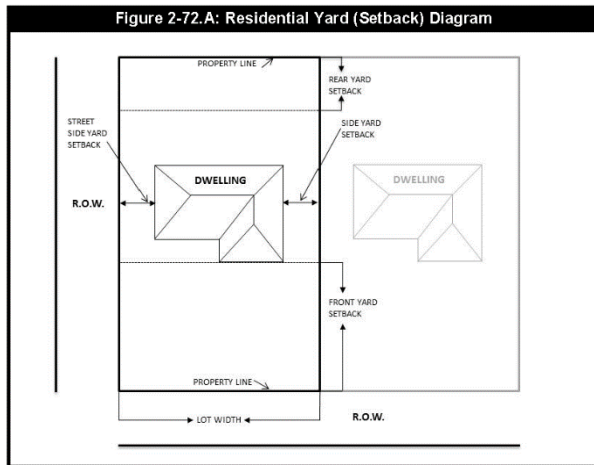 Figure 2-72.A: Residential Yard (Setback) Diagram
PROPERTY LINE
REAR YARD
SETBACK
STREET
SIDE YARD
SETBACK
SIDE YARD
SETBACK
DWELLING
DWELLING
R.O.W.
FRONT YARD
SETBACK
PROPERTY LINE
LOT WIDTH
R.O.W.